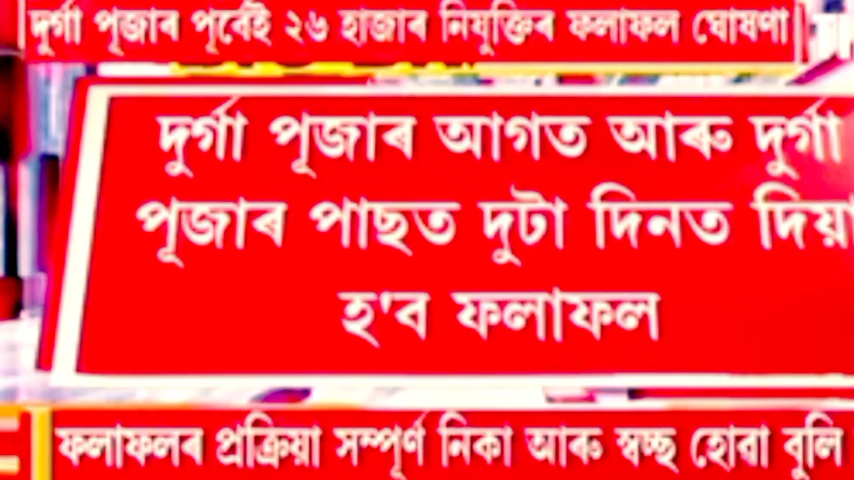 দুৰ্গা পূজাৰ পূৰ্বেই ২৬ হাজাৰ নিযুক্তিৰ ফলাফল ঘোষণা
দুৰ্গা পূজাৰ আগত আৰু দুৰ্গা
পূজাৰ পাছত দুটা দিনত দিয়া
হ'ব ফলাফল
ফলাফলৰ প্ৰক্ৰিয়া সম্পূৰ্ণ নিকা আৰু স্বচ্ছ হোৱা বুলি